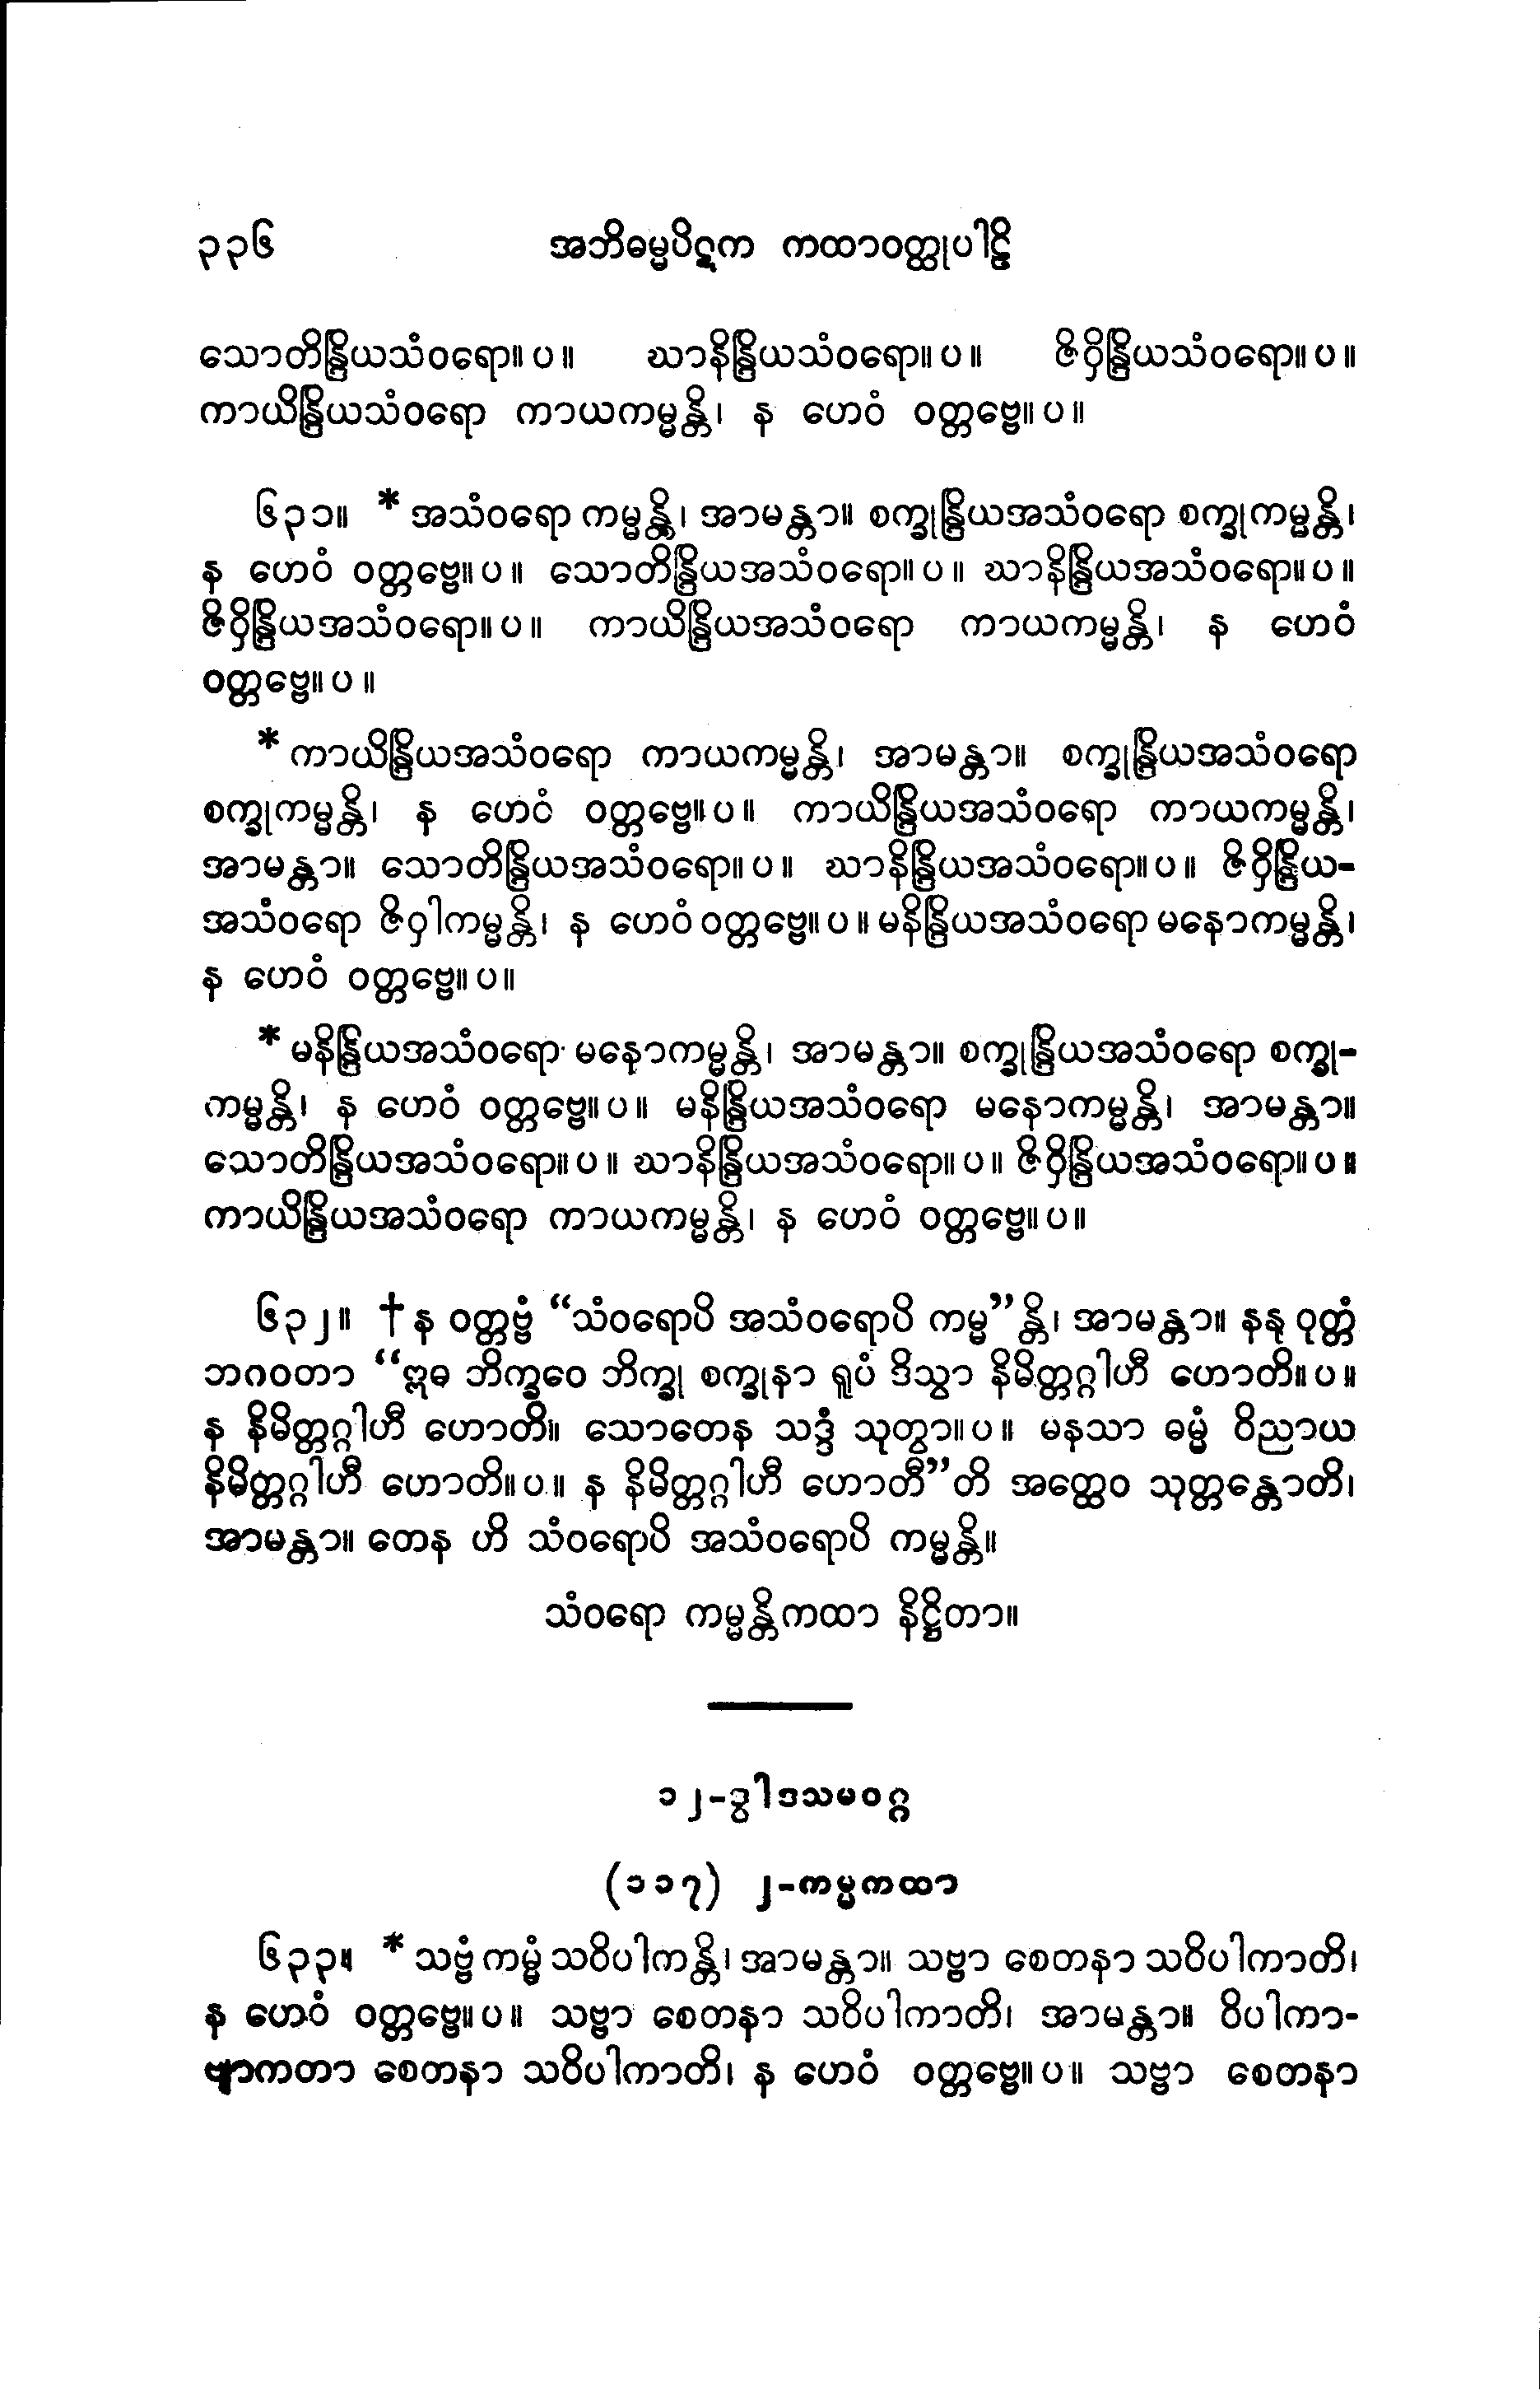 ၃၃၆ အဘိဓမ္မပိဋက ကထာဝတ္ထုပါဠိ
သောတိန္ဒြိယသံဝရော။ပ။ ဃာနိန္ဒြိယသံဝရော။ပ။ ဇိဝှိန္ဒြိယသံဝရော။ပ။
ကာယိန္ဒြိယသံဝရော ကာယကမ္မန္တိ၊ န ဟေဝံ ဝတ္တဗ္ဗေ။ပ။
၆၃၁။ * အသံဝရော ကမ္မန္တိ၊ အာမန္တာ။ စက္ခုန္ဒြိယအသံဝရော စက္ခုကမ္မန္တိ၊
န ဟေဝံ ဝတ္တဗ္ဗေ။ပ။ သောတိန္ဒြိယအသံဝရော။ပ။ ဃာနိန္ဒြိယအသံဝရော။ပ။
ဇိဝှိန္ဒြိယအသံဝရော။ပ။ ကာယိန္ဒြိယအသံဝရော ကာယကမ္မန္တိ၊ န ဟေဝံ
ဝတ္တဗ္ဗေ။ပ။
* ကာယိန္ဒြိယအသံဝရော ကာယကမ္မန္တိ၊ အာမန္တာ။ စက္ခုန္ဒြိယအသံဝရော
စက္ခုကမ္မန္တိ၊ န ဟေဝံ ဝတ္တဗ္ဗေ။ပ။ ကာယိန္ဒြိယအသံဝရော ကာယကမ္မန္တိ၊
အာမန္တာ။ သောတိန္ဒြိယအသံဝရော။ပ။ ဃာနိန္ဒြိယအသံဝရော။ပ။ ဇိဝှိန္ဒြိယ-
အသံဝရော ဇိဝှါကမ္မန္တိ၊ န ဟေဝံ ဝတ္တဗ္ဗေ။ပ။ မနိန္ဒြိယအသံဝရော မနောကမ္မန္တိ၊
န ဟေဝံ ဝတ္တဗ္ဗေ။ပ။
* မနိန္ဒြိယအသံဝရော မနောကမ္မန္တိ၊ အာမန္တာ။ စက္ခုန္ဒြိယအသံဝရော စက္ခု-
ကမ္မန္တိ၊ န ဟေဝံ ဝတ္တဗ္ဗေ။ပ။ မနိန္ဒြိယအသံဝရော မနောကမ္မန္တိ၊ အာမန္တာ။
သောတိန္ဒြိယအသံဝရော။ပ။ ဃာနိန္ဒြိယအသံဝရော။ပ။ ဇိဝှိန္ဒြိယအသံဝရော။ပ။
ကာယိန္ဒြိယအသံဝရော ကာယကမ္မန္တိ၊ န ဟေဝံ ဝတ္တဗ္ဗေ။ပ။
၆၃၂။ † န ဝတ္တဗ္ဗံ “သံဝရောပိ အသံဝရောပိ ကမ္မ”န္တိ၊ အာမန္တာ။ နနု ဝုတ္တံ
ဘဂဝတာ “ဣဓ ဘိက္ခဝေ ဘိက္ခု စက္ခုနာ ရူပံ ဒိသွာ နိမိတ္တဂ္ဂါဟီ ဟောတိ။ပ။
န နိမိတ္တဂ္ဂါဟီ ဟောတိ။ သောတေန သဒ္ဒံ သုတွာ။ပ။ မနသာ ဓမ္မံ ဝိညာယ
နိမိတ္တဂ္ဂါဟီ ဟောတိ။ပ။ န နိမိတ္တဂ္ဂါဟီ ဟောတီ”တိ အတ္ထေဝ သုတ္တန္တောတိ၊
အာမန္တာ။ တေန ဟိ သံဝရောပိ အသံဝရောပိ ကမ္မန္တိ။
သံဝရော ကမ္မန္တိကထာ နိဋ္ဌိတာ။
၁၂-ဒွါဒသမဝဂ္ဂ
(၁၁၇) ၂-ကမ္မကထာ
၆၃၃။ * သဗ္ဗံ ကမ္မံ သဝိပါကန္တိ၊ အာမန္တာ။ သဗ္ဗာ စေတနာ သဝိပါကာတိ၊
န ဟေဝံ ဝတ္တဗ္ဗေ။ပ။ သဗ္ဗာ စေတနာ သဝိပါကာတိ၊ အာမန္တာ။ ဝိပါကာ-
ဗျာကတာ စေတနာ သဝိပါကာတိ၊ န ဟေဝံ ဝတ္တဗ္ဗေ။ပ။ သဗ္ဗာ စေတနာ